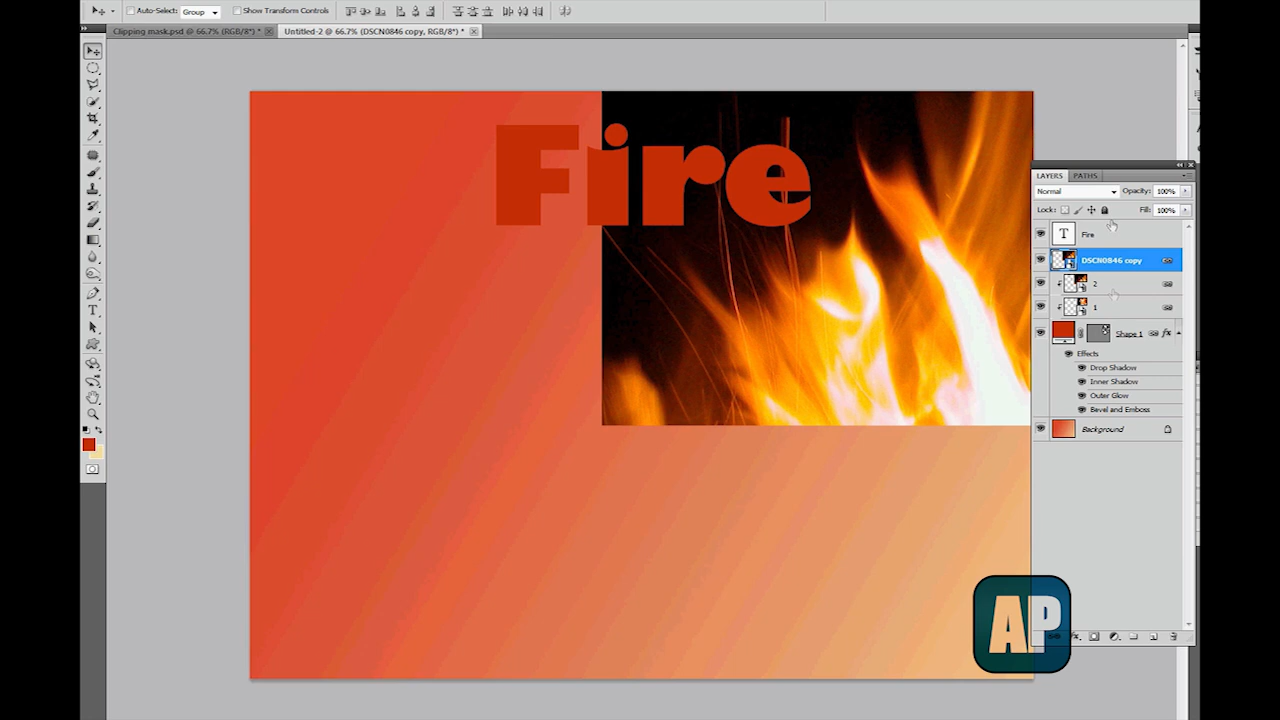 Auto-Select: Group Show Transform Controls
Clipping mask.psd @ 66.7% (RGB/8*) * Untitled-2 @ 66.7% (DSCN0846 copy, RGB/8*) *
Fire
LAYERS PATHS
Normal Opacity: 100%
Lock: Fill: 100%
T Fire
DSCN0846 copy
2
1
Shape 1 fx
Effects
Drop Shadow
Inner Shadow
Outer Glow
Bevel and Emboss
Background
AP